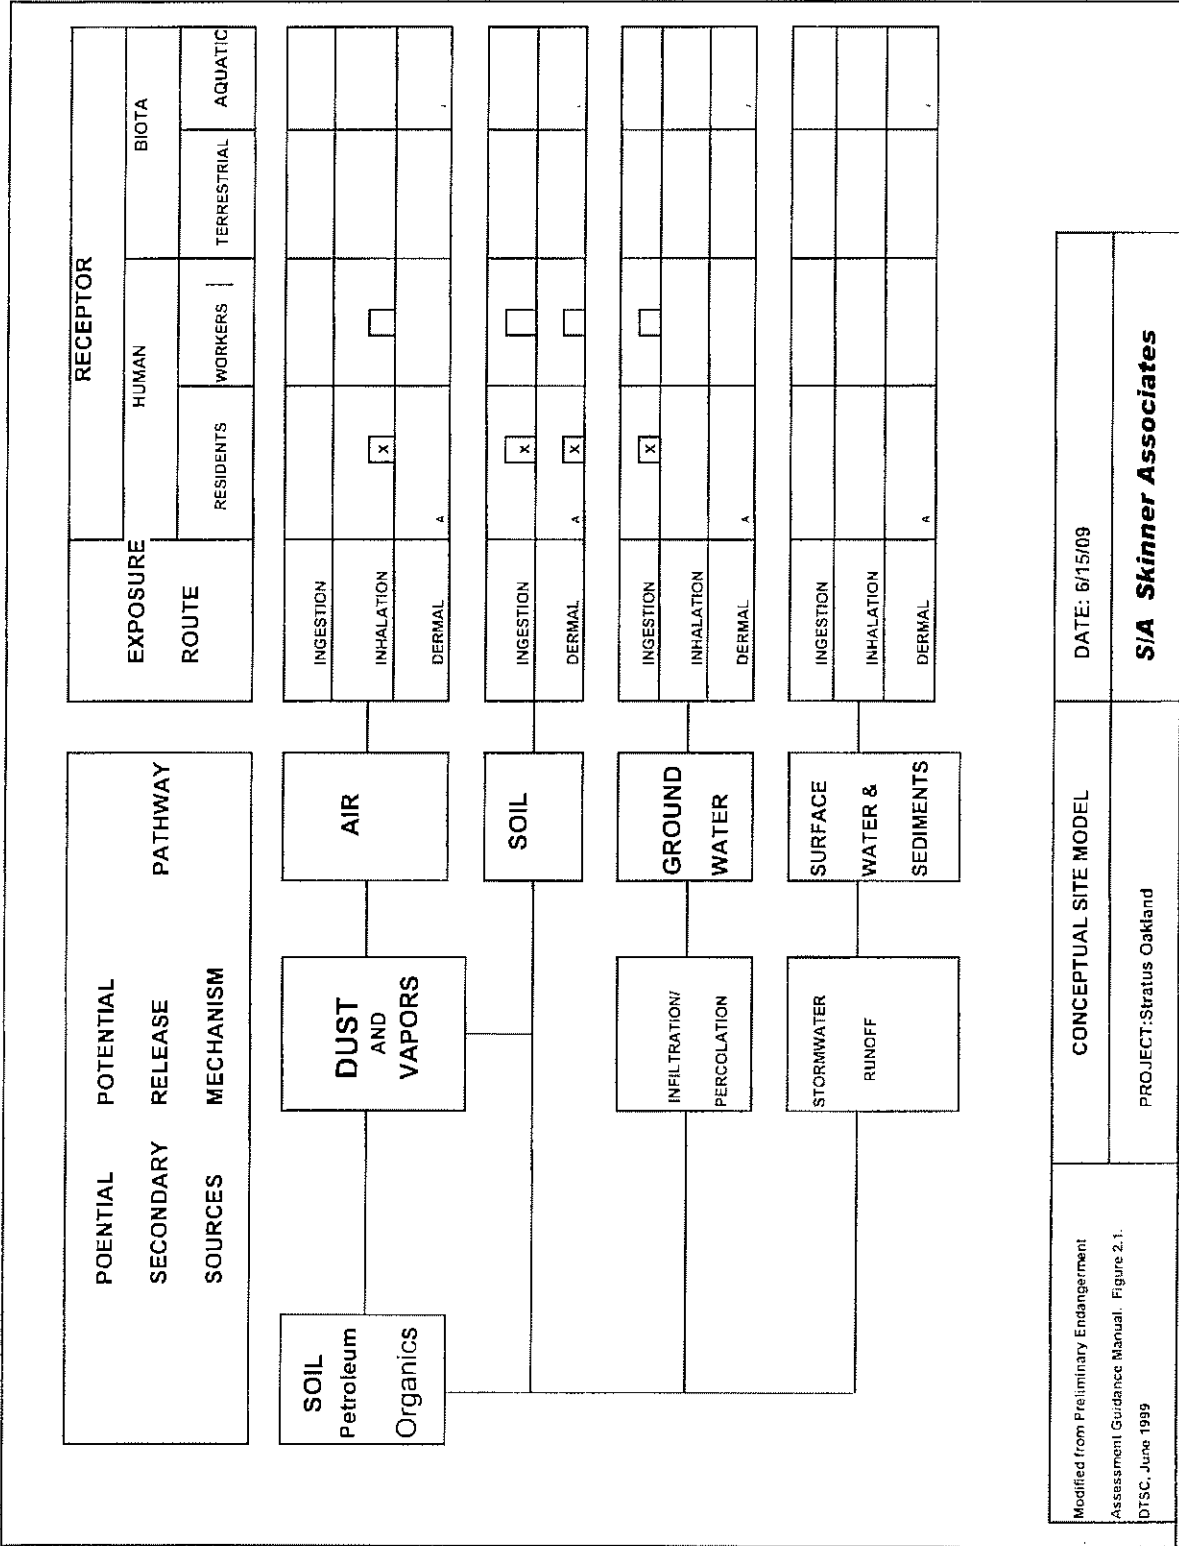 POENTIAL POTENTIAL
SECONDARY RELEASE PATHWAY
SOURCES MECHANISM
EXPOSURE
ROUTE
RECEPTOR
HUMAN BIOTA
RESIDENTS WORKERS TERRESTRIAL AQUATIC
SOIL
Petroleum
Organics
DUST
AND
VAPORS
AIR
INGESTION
INHALATION x
DERMAL A
SOIL
INGESTION x
DERMAL A x
INFILTRATION/
PERCOLATION
GROUND
WATER
INGESTION x
INHALATION
DERMAL A
STORMWATER
RUNOFF
SURFACE
WATER &
SEDIMENTS
INGESTION
INHALATION
DERMAL A
Modified from Preliminary Endangerment
Assessment Guidance Manual. Figure 2.1.
DTSC, June 1999
CONCEPTUAL SITE MODEL
PROJECT:Stratus Oakland
DATE: 6/15/09
S/A Skinner Associates